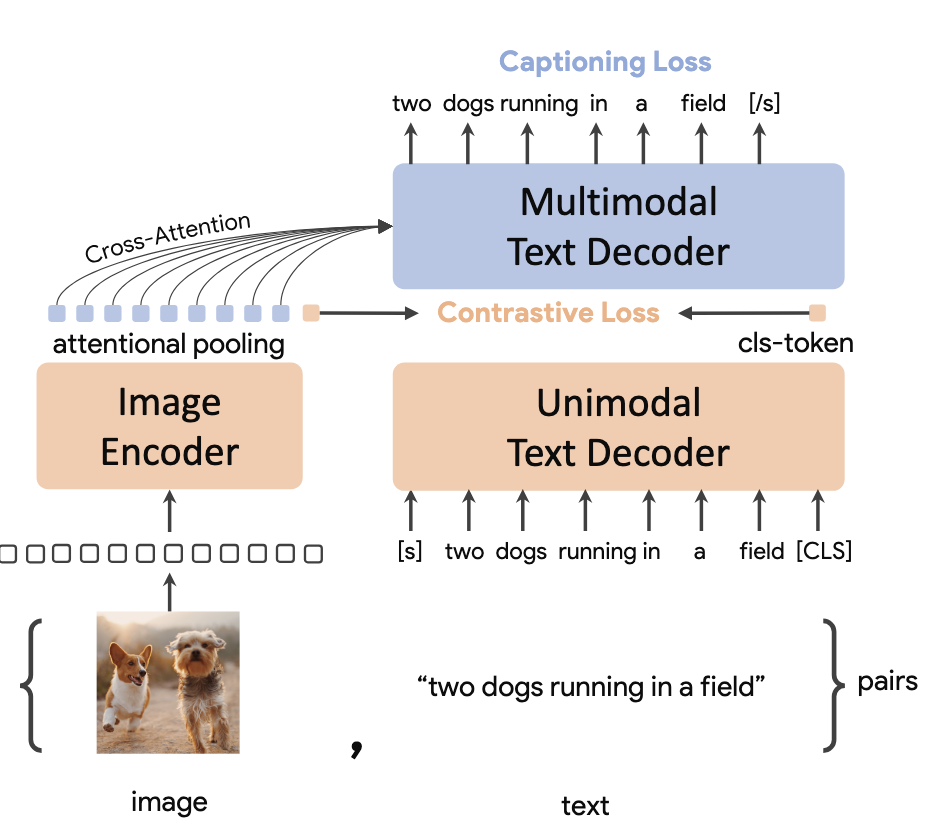 Captioning Loss
two dogs running in a field [/s]
Multimodal
Text Decoder
Cross-Attention
Contrastive Loss
attentional pooling
cls-token
Image
Encoder
Unimodal
Text Decoder
[s] two dogs running in a field [CLS]
“two dogs running in a field”
pairs
,
image
text